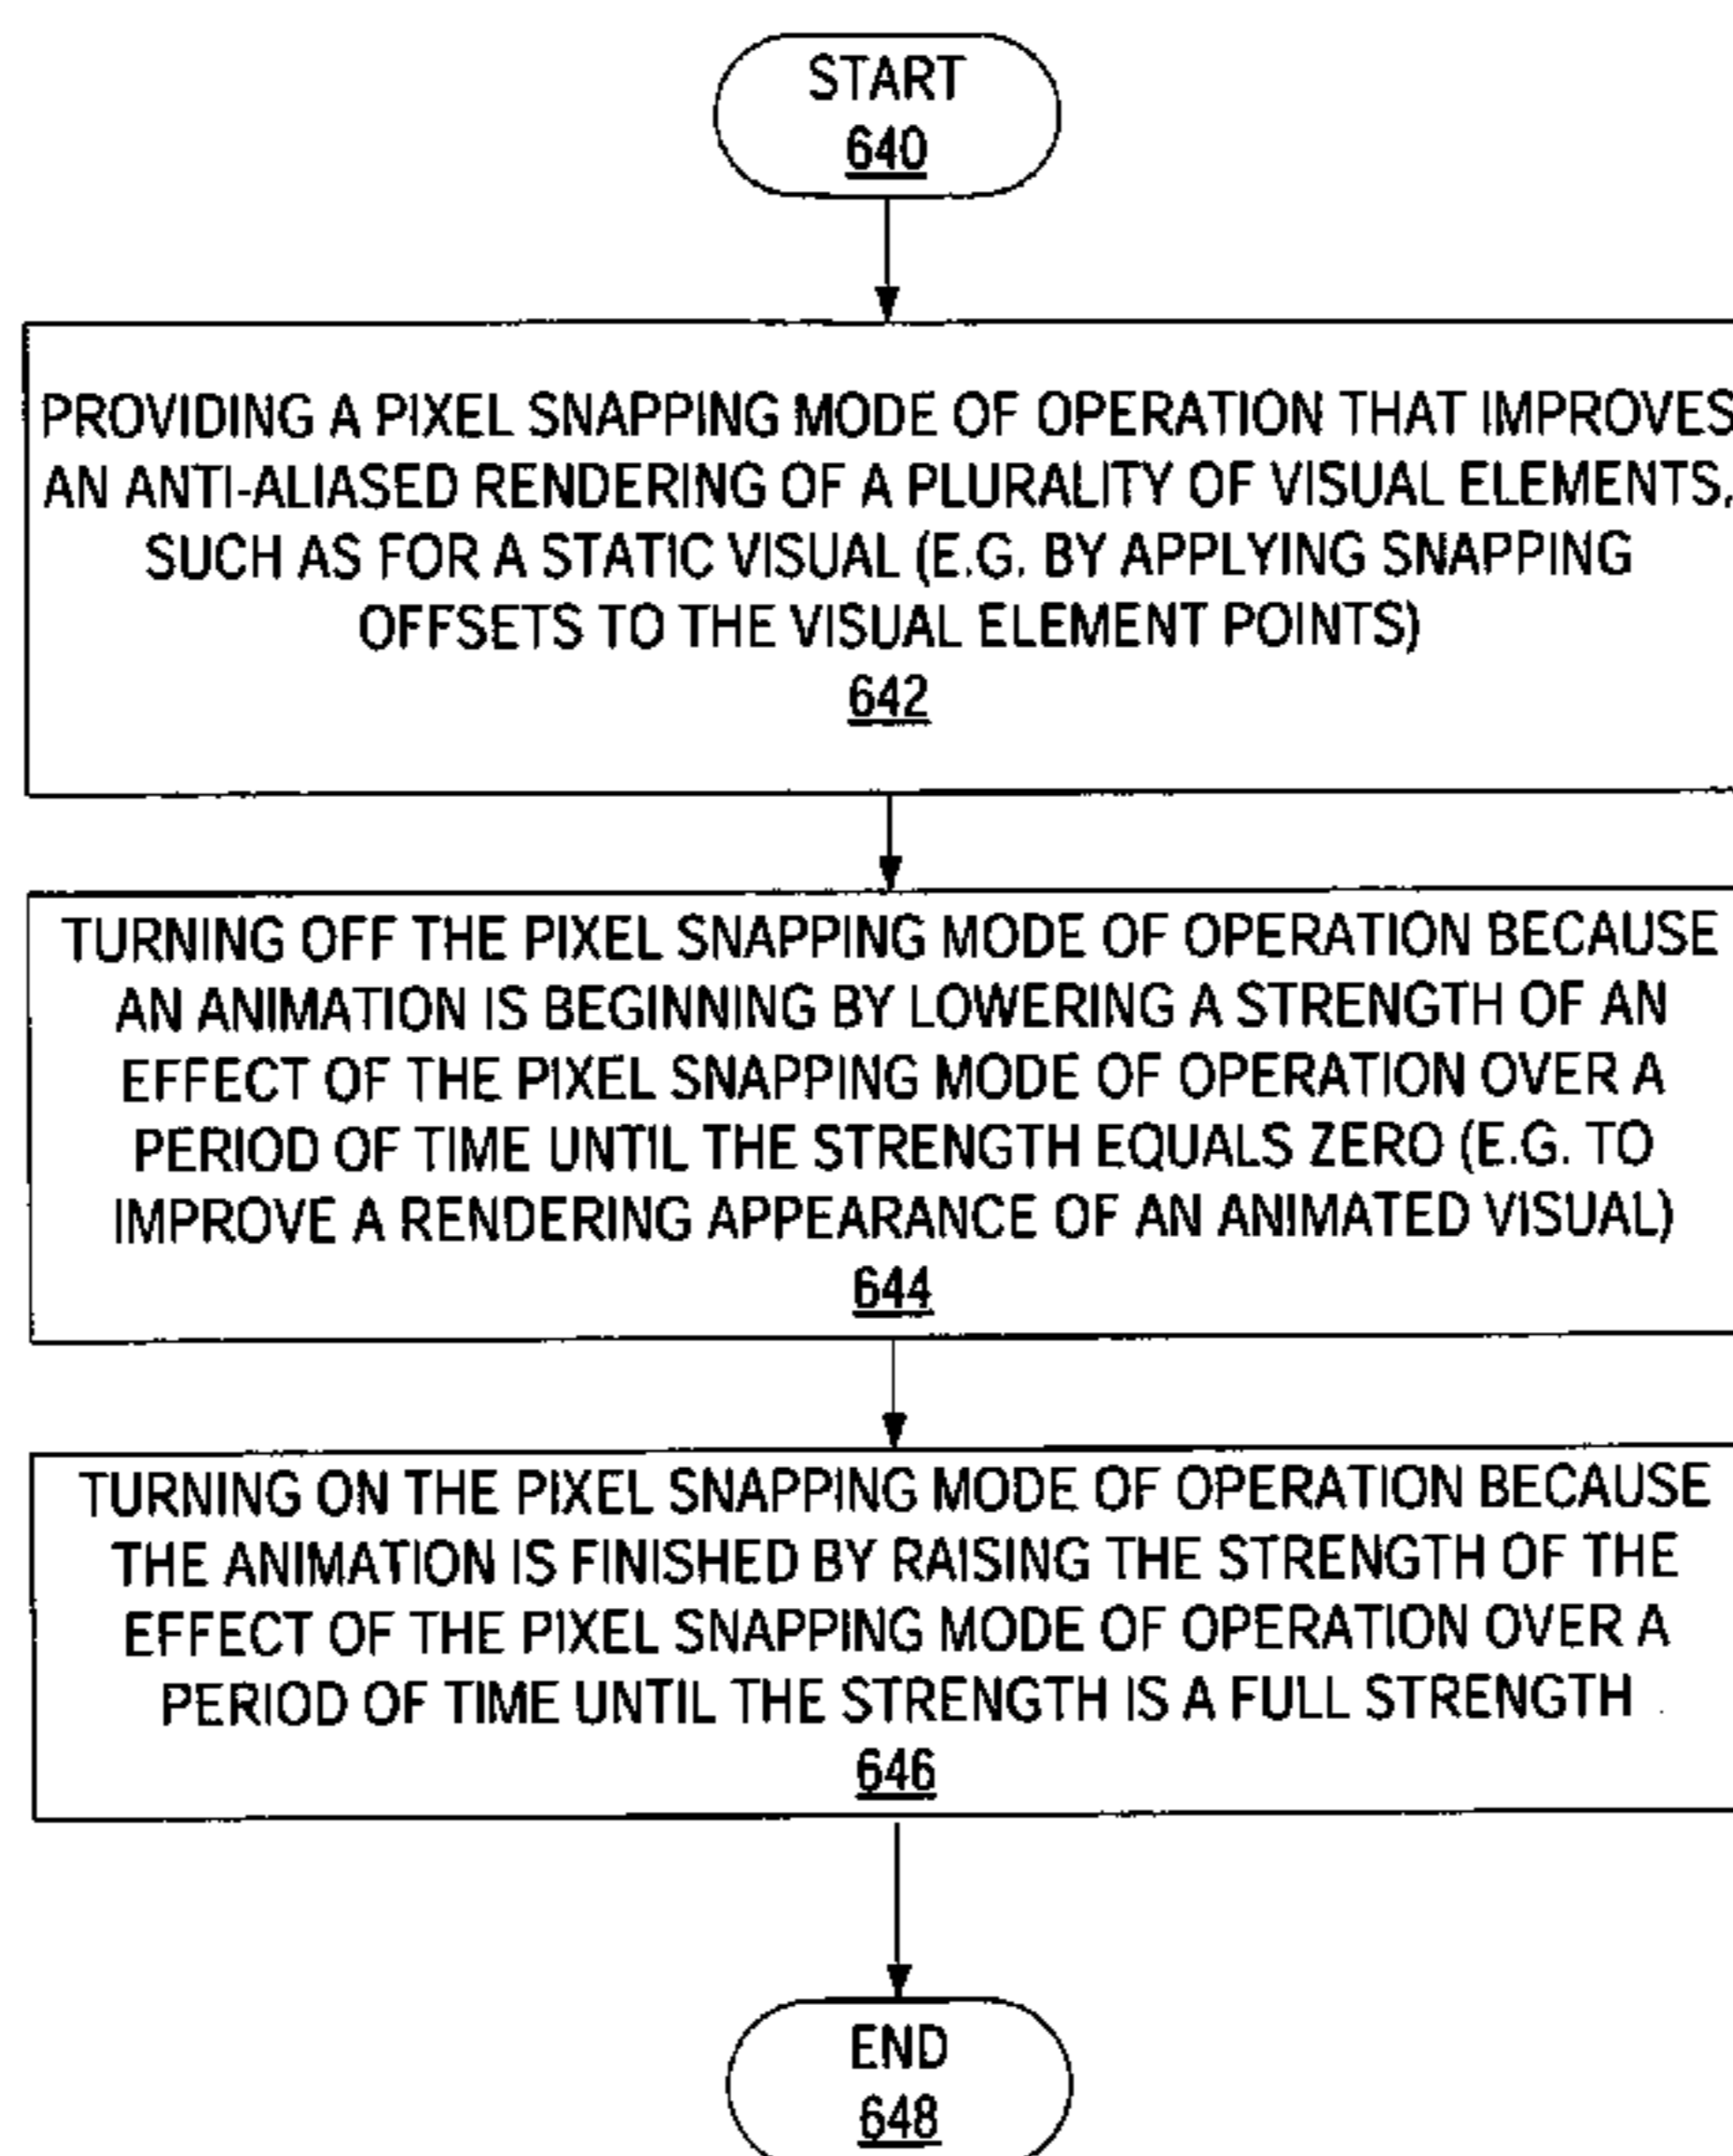 START
640
PROVIDING A PIXEL SNAPPING MODE OF OPERATION THAT IMPROVES
AN ANTI-ALIASED RENDERING OF A PLURALITY OF VISUAL ELEMENTS,
SUCH AS FOR A STATIC VISUAL (E.G. BY APPLYING SNAPPING
OFFSETS TO THE VISUAL ELEMENT POINTS)
642
TURNING OFF THE PIXEL SNAPPING MODE OF OPERATION BECAUSE
AN ANIMATION IS BEGINNING BY LOWERING A STRENGTH OF AN
EFFECT OF THE PIXEL SNAPPING MODE OF OPERATION OVER A
PERIOD OF TIME UNTIL THE STRENGTH EQUALS ZERO (E.G. TO
IMPROVE A RENDERING APPEARANCE OF AN ANIMATED VISUAL)
644
TURNING ON THE PIXEL SNAPPING MODE OF OPERATION BECAUSE
THE ANIMATION IS FINISHED BY RAISING THE STRENGTH OF THE
EFFECT OF THE PIXEL SNAPPING MODE OF OPERATION OVER A
PERIOD OF TIME UNTIL THE STRENGTH IS A FULL STRENGTH
646
END
648